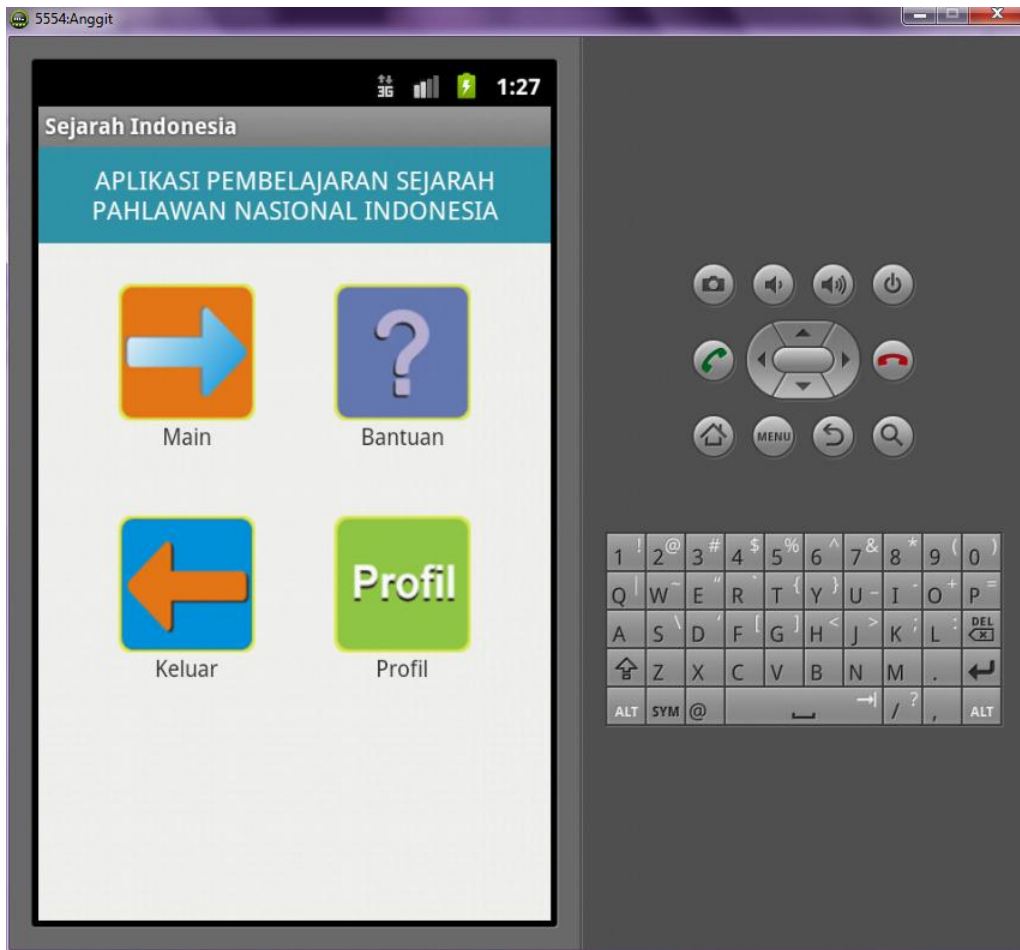 5554:Anggit
3G 1:27
Sejarah Indonesia
APLIKASI PEMBELAJARAN SEJARAH
PAHLAWAN NASIONAL INDONESIA
?
Main Bantuan
Profil
Keluar Profil
MENU
1 ! 2 @ 3 # 4 $ 5 % 6 ^ 7 & 8 * 9 ( 0 )
Q | W ~ E " R ` T { Y } U _ I - O + P =
A S \ D ' F [ G ] H < J > K ; L : DEL
Z X C V B N M .
ALT SYM @ / ? , ALT